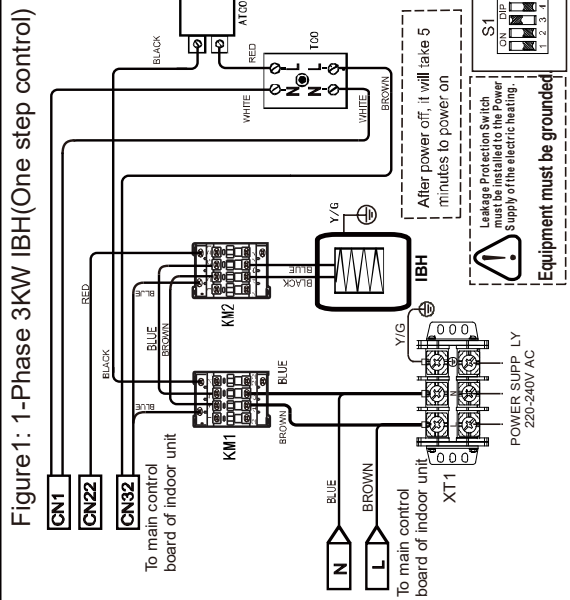 Figure1: 1-Phase 3KW IBH(One step control)
CN1
CN22
CN32
To main control
board of indoor unit
BLACK
RED
BLACK
RED
ATCO
TCO
L
L
N
N
WHITE
WHITE
BROWN
BLUE
BLUE
BROWN
BLUE
KM2
KM1
BLUE
BROWN
BLUE
BLACK
IBH
Y/G
Y/G
After power off, it will take 5
minutes to power on
S1
ON DIP
1 2 3 4
Leakage Protection Switch
must be installed to the Power
Supply of the electric heating.
Equipment must be grounded.
BLUE
BROWN
N
L
To main control
board of indoor unit
XT1
N
POWER SUPP LY
220-240V AC